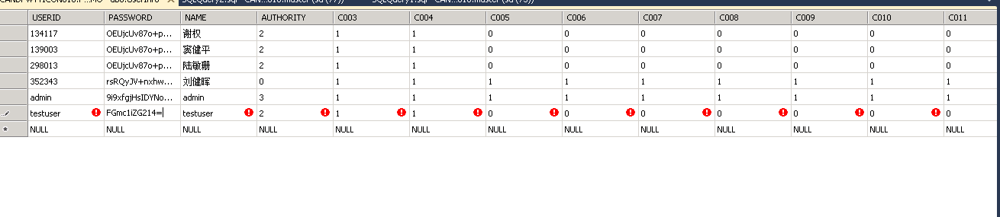 USERID PASSWORD NAME AUTHORITY C003 C004 C005 C006 C007 C008 C009 C010 C011
134117 OEUjcUv87o+p... 谢权 2 1 1 0 0 0 0 0 0 0
139003 OEUjcUv87o+p... 窦健平 2 1 1 0 0 0 0 0 0 0
298013 OEUjcUv87o+p... 陆敏珊 2 1 1 0 0 0 0 0 0 0
352343 rsRQyJV+nxhw... 刘健晖 0 1 1 1 1 1 1 1 1 1
admin 9i9xfgjHsIDYNo... admin 3 1 1 1 1 1 1 1 1 1
testuser FGmc1iZG214= testuser 2 1 1 0 0 0 0 0 0 0
NULL NULL NULL NULL NULL NULL NULL NULL NULL NULL NULL NULL NULL